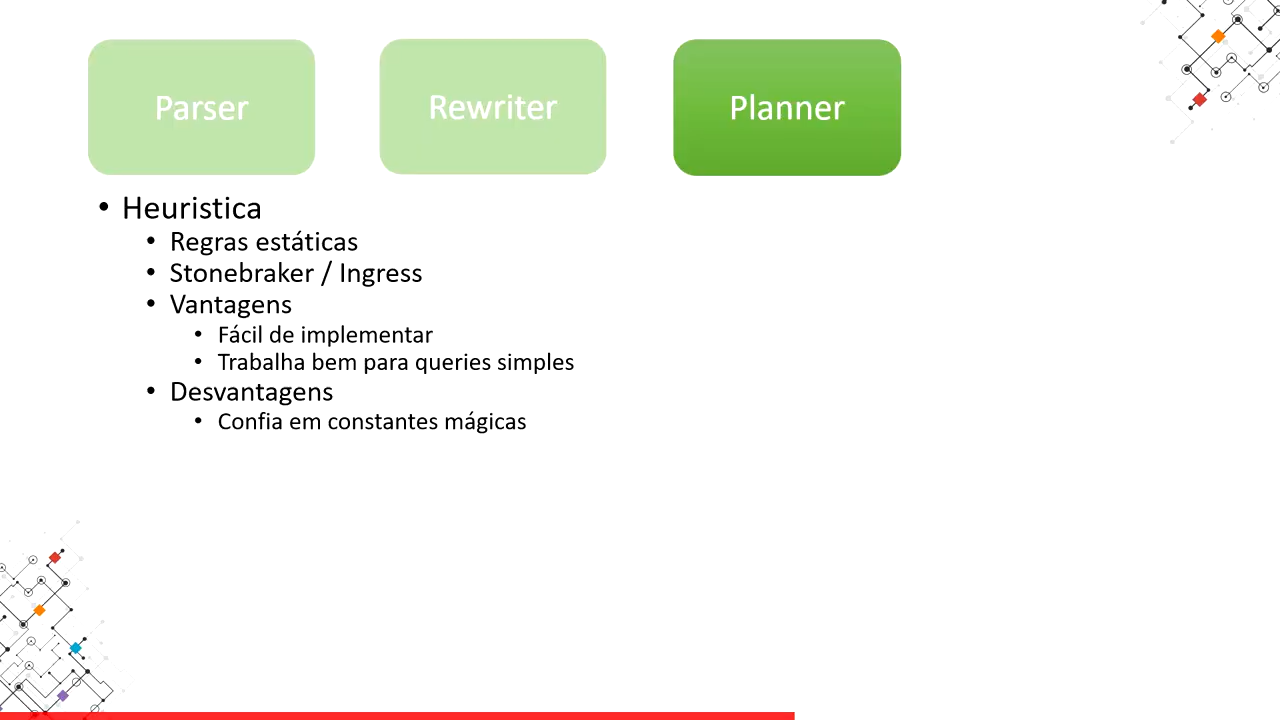 Parser
Rewriter
Planner
• Heuristica
• Regras estáticas
• Stonebraker / Ingress
• Vantagens
• Fácil de implementar
• Trabalha bem para queries simples
• Desvantagens
• Confia em constantes mágicas